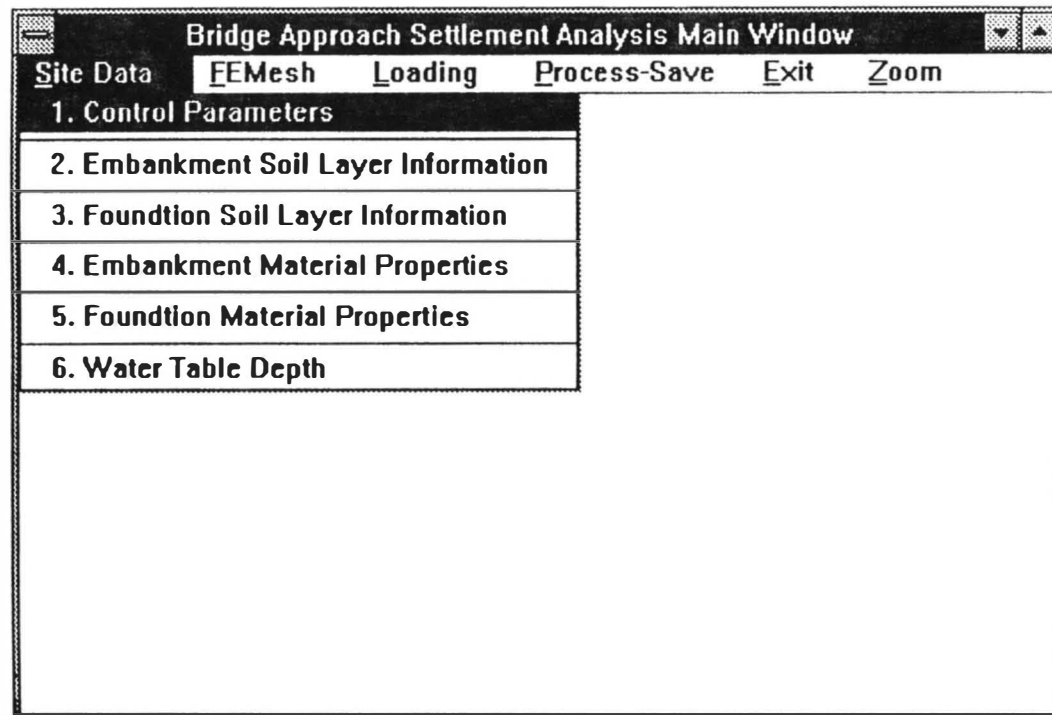 Bridge Approach Settlement Analysis Main Window
Site Data FEMesh Loading Process-Save Exit Zoom
1. Control Parameters
2. Embankment Soil Layer Information
3. Foundtion Soil Layer Information
4. Embankment Material Properties
5. Foundtion Material Properties
6. Water Table Depth